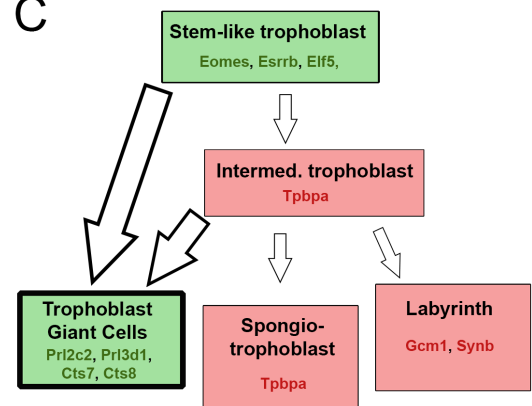 C
Stem-like trophoblast
Eomes, Esrrb, Elf5,
Intermed. trophoblast
Tpbpa
Trophoblast
Giant Cells
Prl2c2, Prl3d1,
Cts7, Cts8
Spongio-
trophoblast
Tpbpa
Labyrinth
Gcm1, Synb